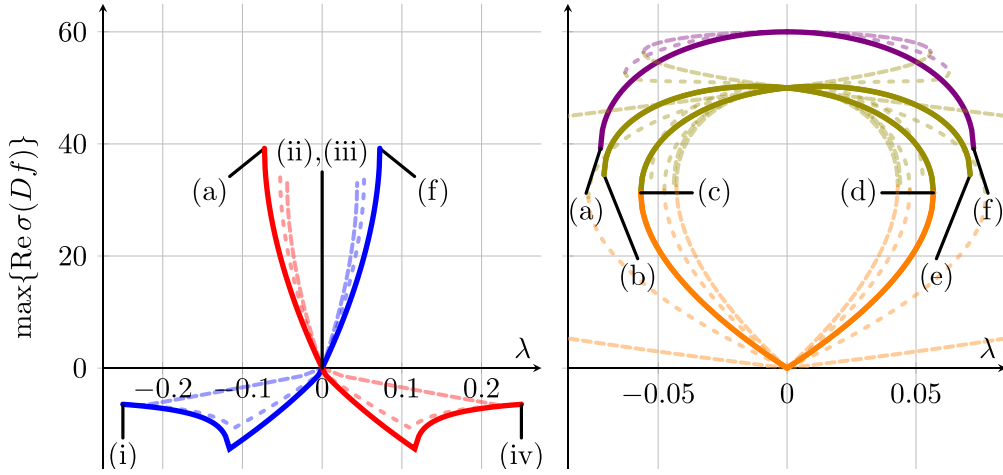 60
40
20
0
max{Re σ(Df)}
(a)
(ii),(iii)
(f)
λ
−0.2
−0.1
0
0.1
0.2
(i)
(iv)
(a)
(b)
(c)
(d)
(e)
(f)
λ
−0.05
0
0.05